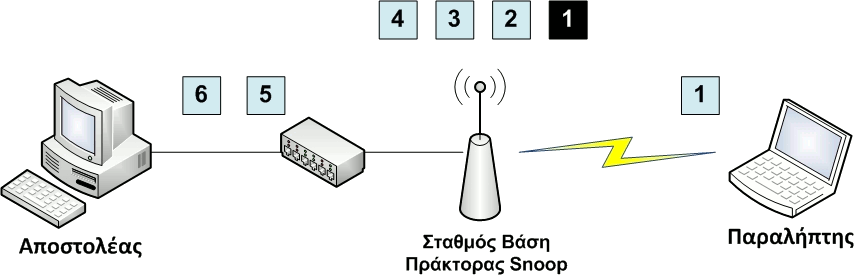 4 3 2 1
6 5 1
Αποστολέας
Σταθμός Βάση
Πράκτορας Snoop
Παραλήπτης